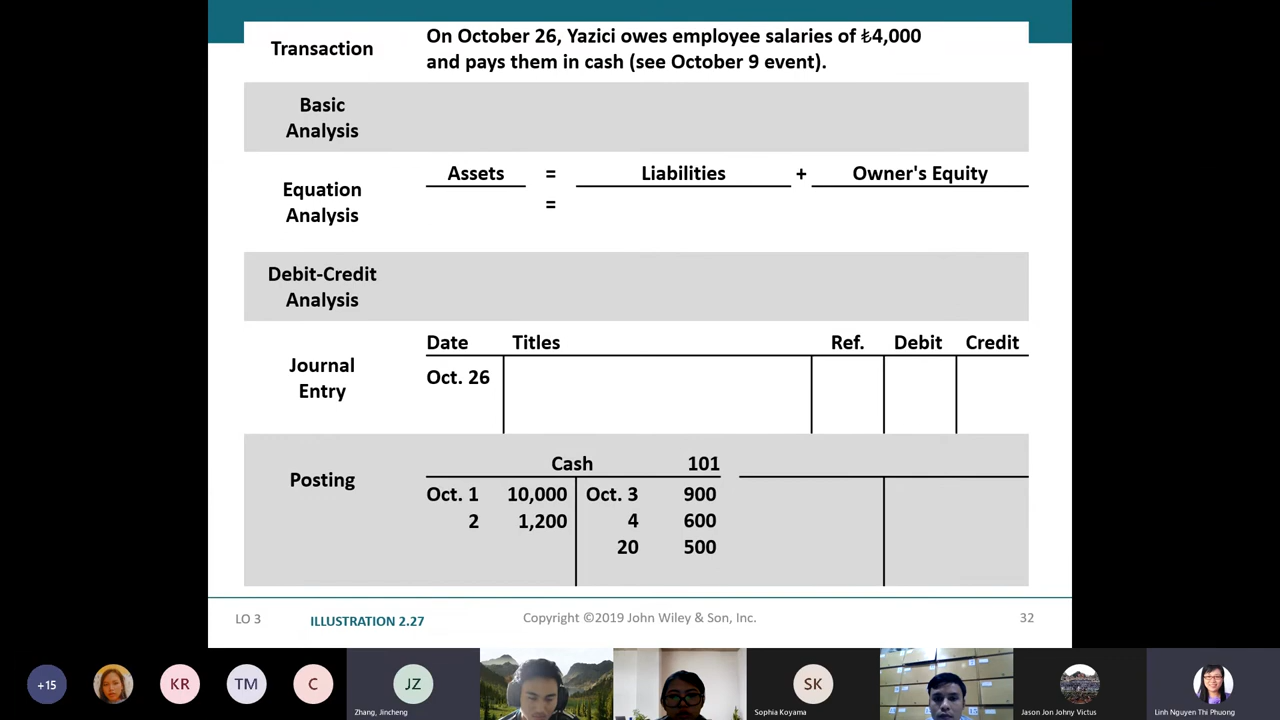 Transaction
On October 26, Yazici owes employee salaries of ₺4,000
and pays them in cash (see October 9 event).
Basic
Analysis
Equation
Analysis
Assets = Liabilities + Owner's Equity
=
Debit-Credit
Analysis
Journal
Entry
Date Titles Ref. Debit Credit
Oct. 26
Posting
Cash 101
Oct. 1 10,000 Oct. 3 900
2 1,200 4 600
20 500
LO 3
ILLUSTRATION 2.27
Copyright ©2019 John Wiley & Son, Inc.
32
+15
KR
TM
C
JZ
Zhang, Jincheng
SK
Sophia Koyama
Jason Jon Johny Victus
Linh Nguyen Thi Phuong